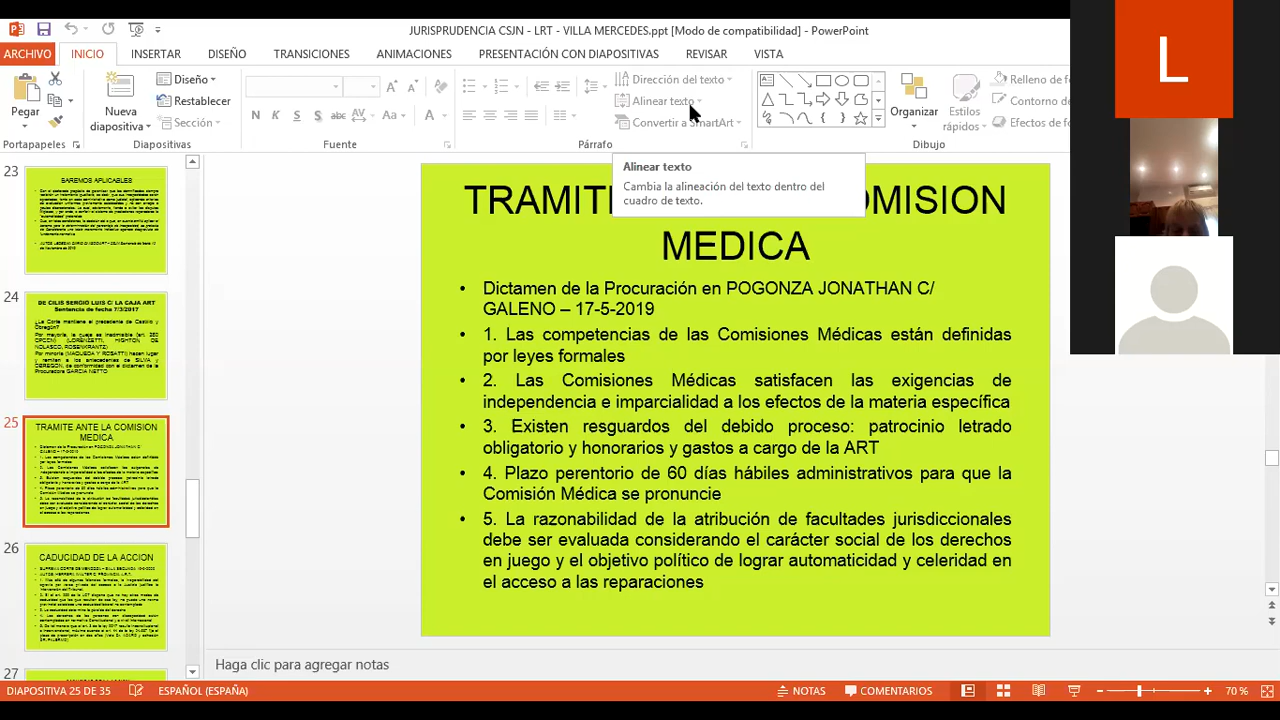 JURISPRUDENCIA CSJN - LRT - VILLA MERCEDES.ppt [Modo de compatibilidad] - PowerPoint
ARCHIVO INICIO INSERTAR DISEÑO TRANSICIONES ANIMACIONES PRESENTACIÓN CON DIAPOSITIVAS REVISAR VISTA
Pegar
Nueva diapositiva
Diseño
Restablecer
Sección
Dirección del texto
Alinear texto
Convertir a SmartArt
Organizar
Estilos rápidos
Relleno de
Contorno de
Efectos de
Portapapeles Diapositivas Fuente Párrafo Dibujo
Alinear texto
Cambia la alineación del texto dentro del
cuadro de texto.
L
23
BAREMOS APLICABLES
24
DE CILIS SERGIO LUIS C/ LA CAJA ART
Sentencia de fecha 7/3/2017
25
TRAMITE ANTE LA COMISION
MEDICA
26
CADUCIDAD DE LA ACCION
27
TRAMIT OMISION
MEDICA
• Dictamen de la Procuración en POGONZA JONATHAN C/
GALENO – 17-5-2019
• 1. Las competencias de las Comisiones Médicas están definidas
por leyes formales
• 2. Las Comisiones Médicas satisfacen las exigencias de
independencia e imparcialidad a los efectos de la materia específica
• 3. Existen resguardos del debido proceso: patrocinio letrado
obligatorio y honorarios y gastos a cargo de la ART
• 4. Plazo perentorio de 60 días hábiles administrativos para que la
Comisión Médica se pronuncie
• 5. La razonabilidad de la atribución de facultades jurisdiccionales
debe ser evaluada considerando el carácter social de los derechos
en juego y el objetivo político de lograr automaticidad y celeridad en
el acceso a las reparaciones
Haga clic para agregar notas
DIAPOSITIVA 25 DE 35 ESPAÑOL (ESPAÑA) NOTAS COMENTARIOS 70 %